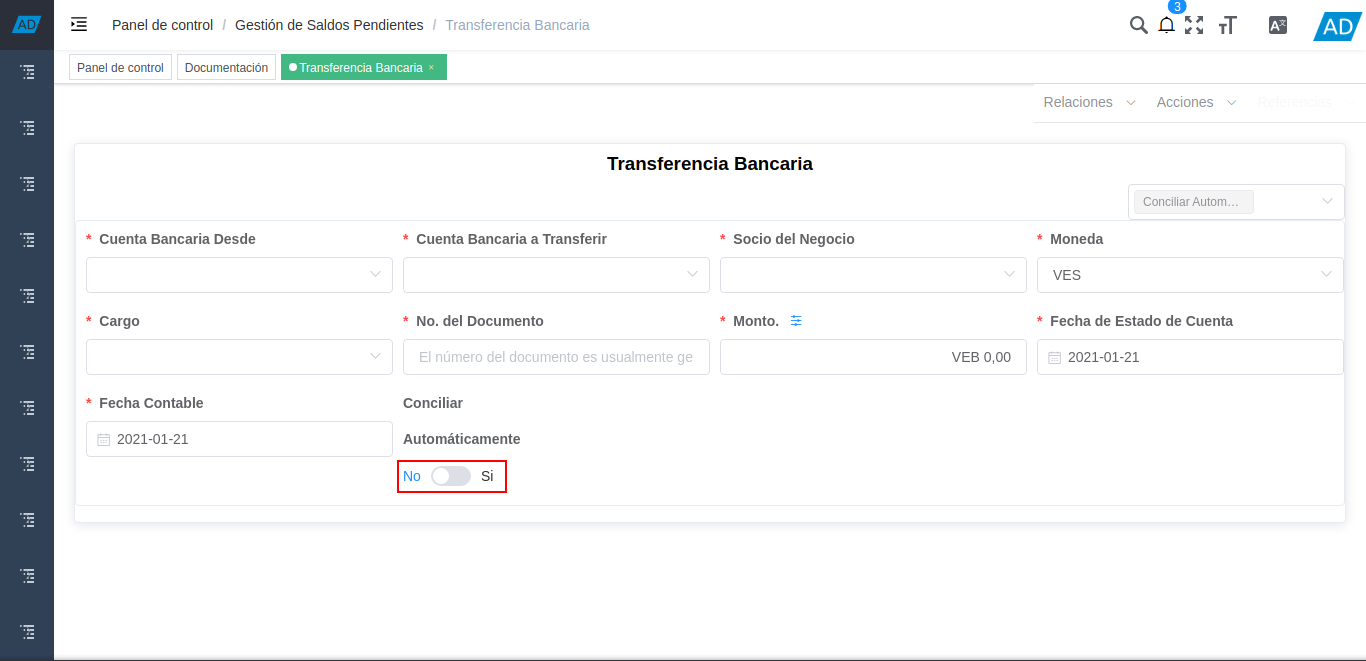 AD
Panel de control / Gestión de Saldos Pendientes / Transferencia Bancaria
3
AD
Panel de control
Documentación
Transferencia Bancaria ×
Relaciones
Acciones
Referencias
Transferencia Bancaria
Conciliar Autom...
* Cuenta Bancaria Desde
* Cuenta Bancaria a Transferir
* Socio del Negocio
* Moneda
VES
* Cargo
* No. del Documento
* Monto.
* Fecha de Estado de Cuenta
El número del documento es usualmente ge
VEB 0,00
2021-01-21
* Fecha Contable
2021-01-21
Conciliar
Automáticamente
No
Si